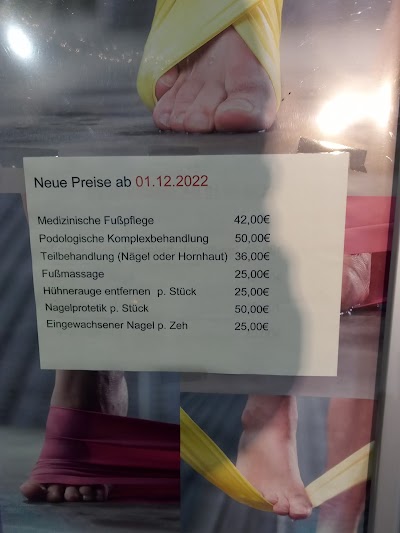 Neue Preise ab 01.12.2022
Medizinische Fußpflege 42,00€
Podologische Komplexbehandlung 50,00€
Teilbehandlung (Nägel oder Hornhaut) 36,00€
Fußmassage 25,00€
Hühnerauge entfernen p. Stück 25,00€
Nagelprotetik p. Stück 50,00€
Eingewachsener Nagel p. Zeh 25,00€